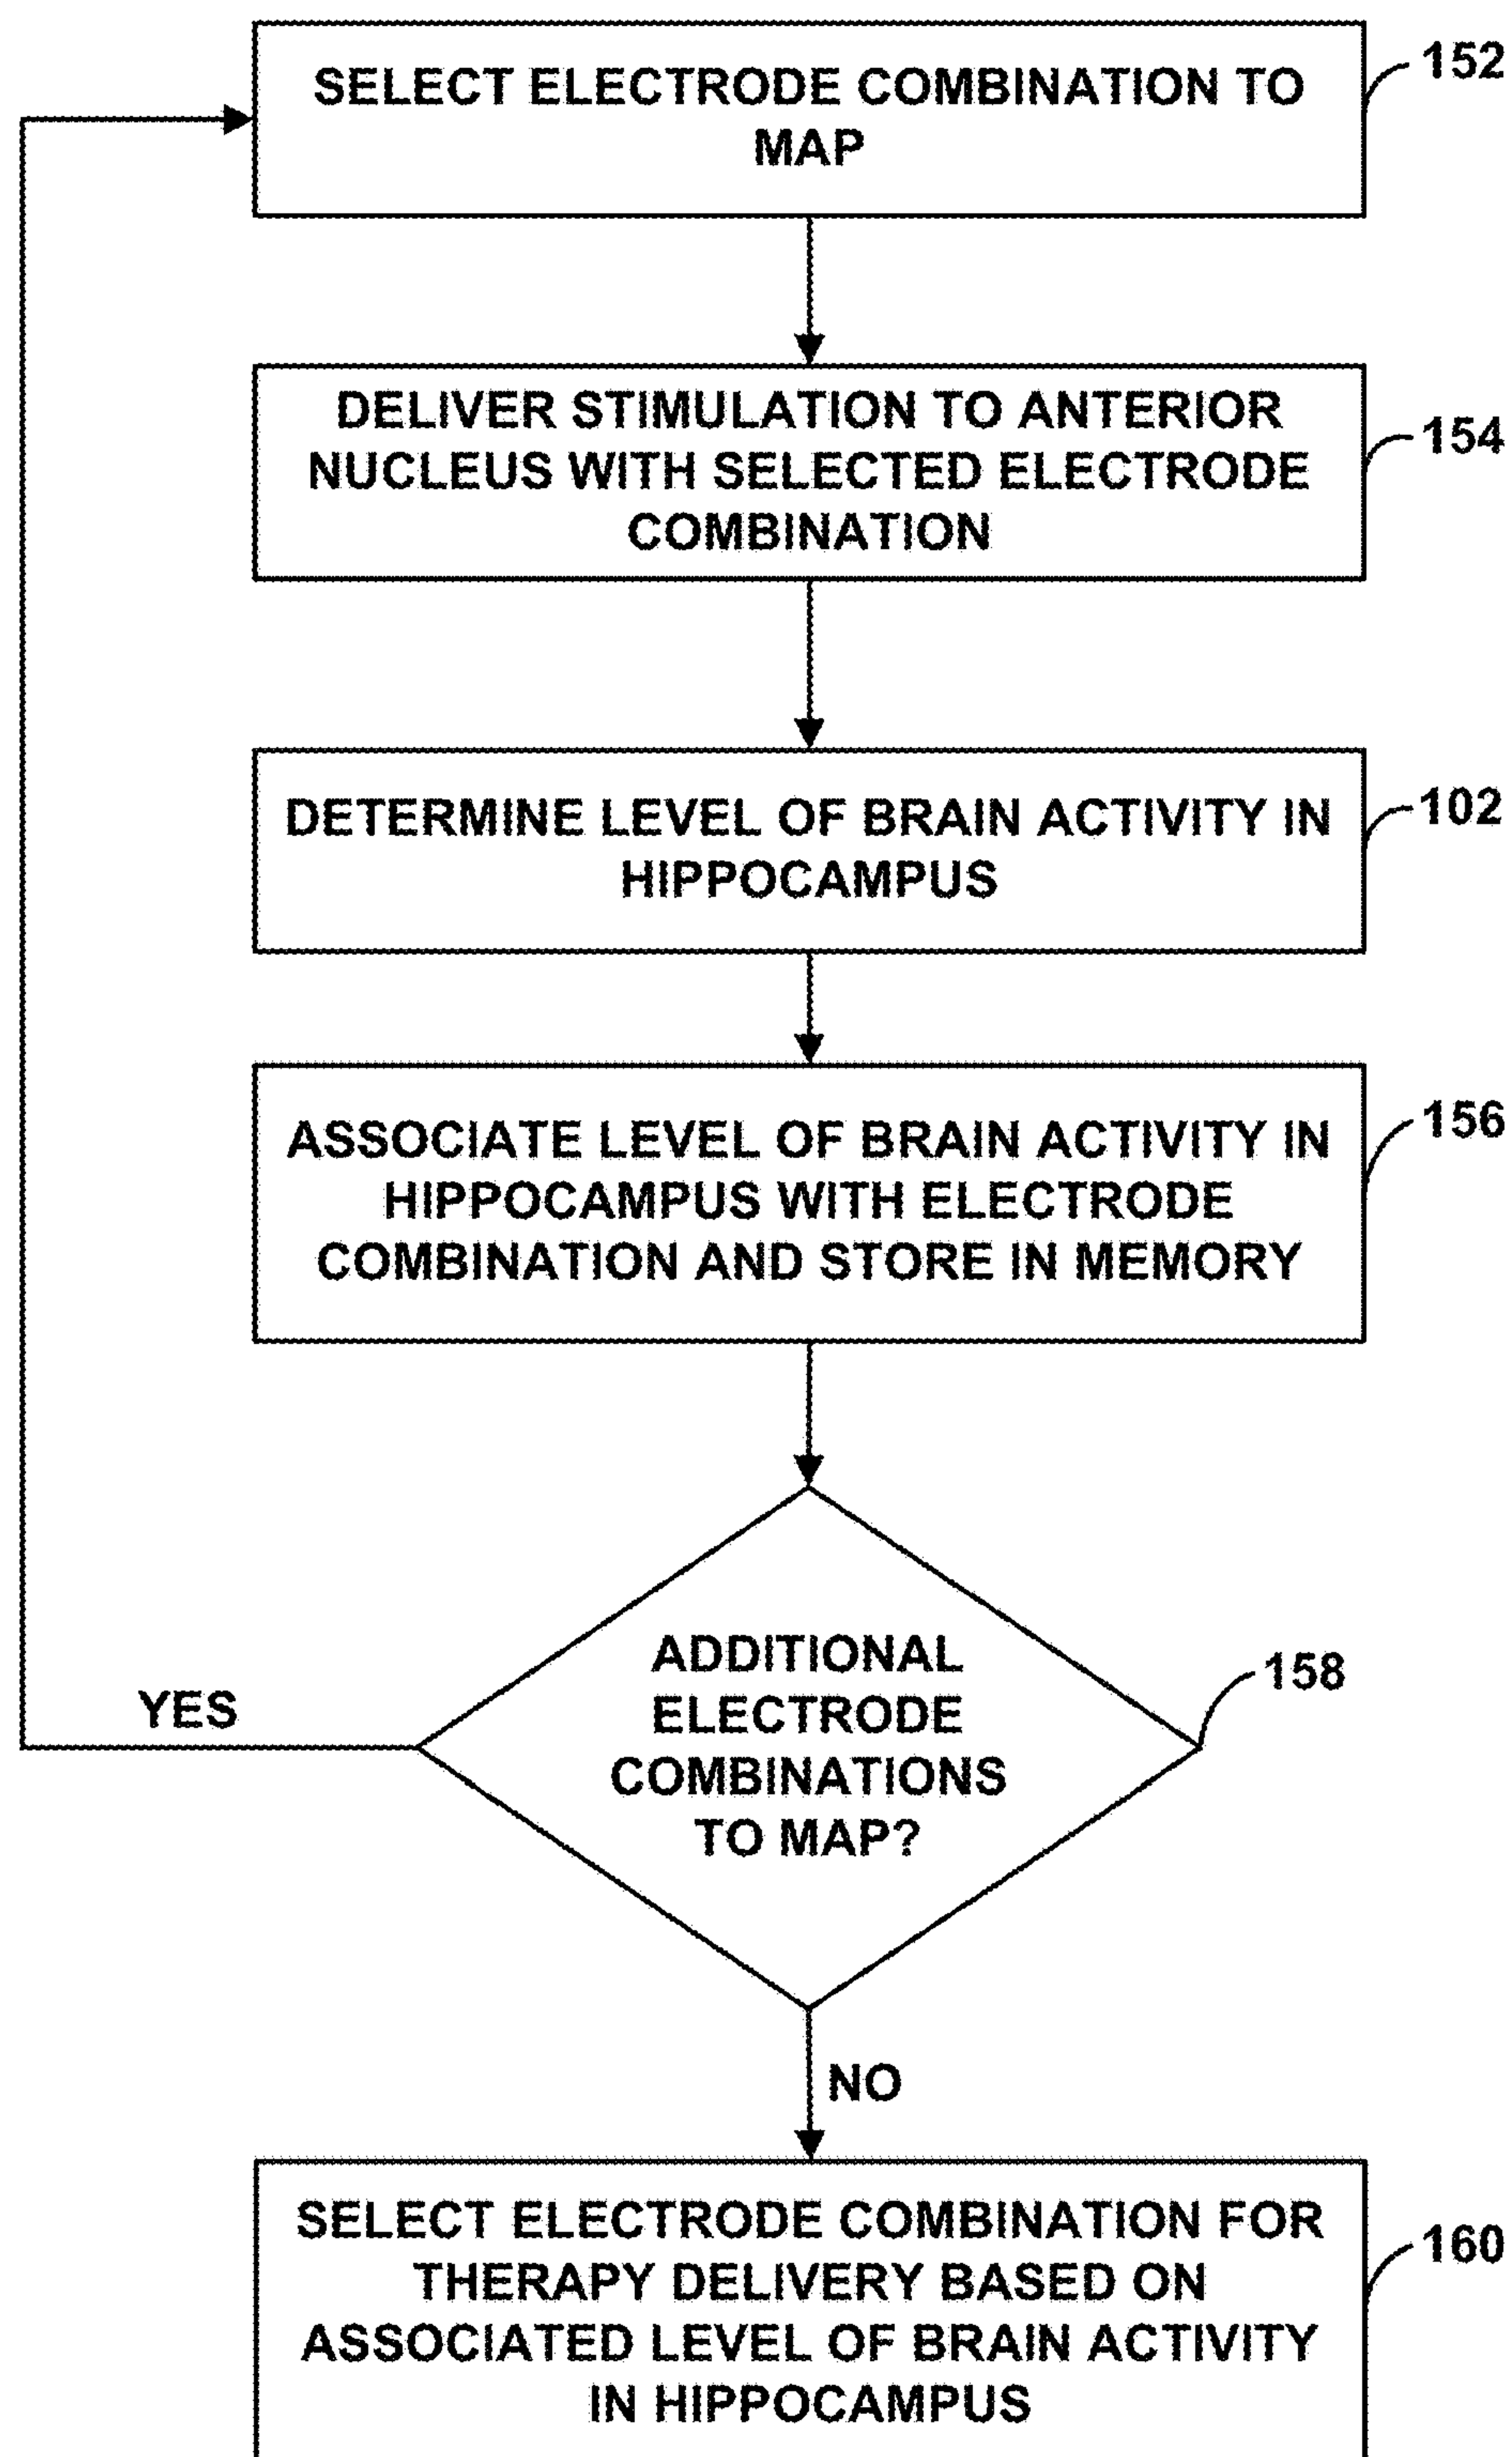 SELECT ELECTRODE COMBINATION TO
MAP
152
DELIVER STIMULATION TO ANTERIOR
NUCLEUS WITH SELECTED ELECTRODE
COMBINATION
154
DETERMINE LEVEL OF BRAIN ACTIVITY IN
HIPPOCAMPUS
102
ASSOCIATE LEVEL OF BRAIN ACTIVITY IN
HIPPOCAMPUS WITH ELECTRODE
COMBINATION AND STORE IN MEMORY
156
ADDITIONAL
ELECTRODE
COMBINATIONS
TO MAP?
158
YES
NO
SELECT ELECTRODE COMBINATION FOR
THERAPY DELIVERY BASED ON
ASSOCIATED LEVEL OF BRAIN ACTIVITY
IN HIPPOCAMPUS
160